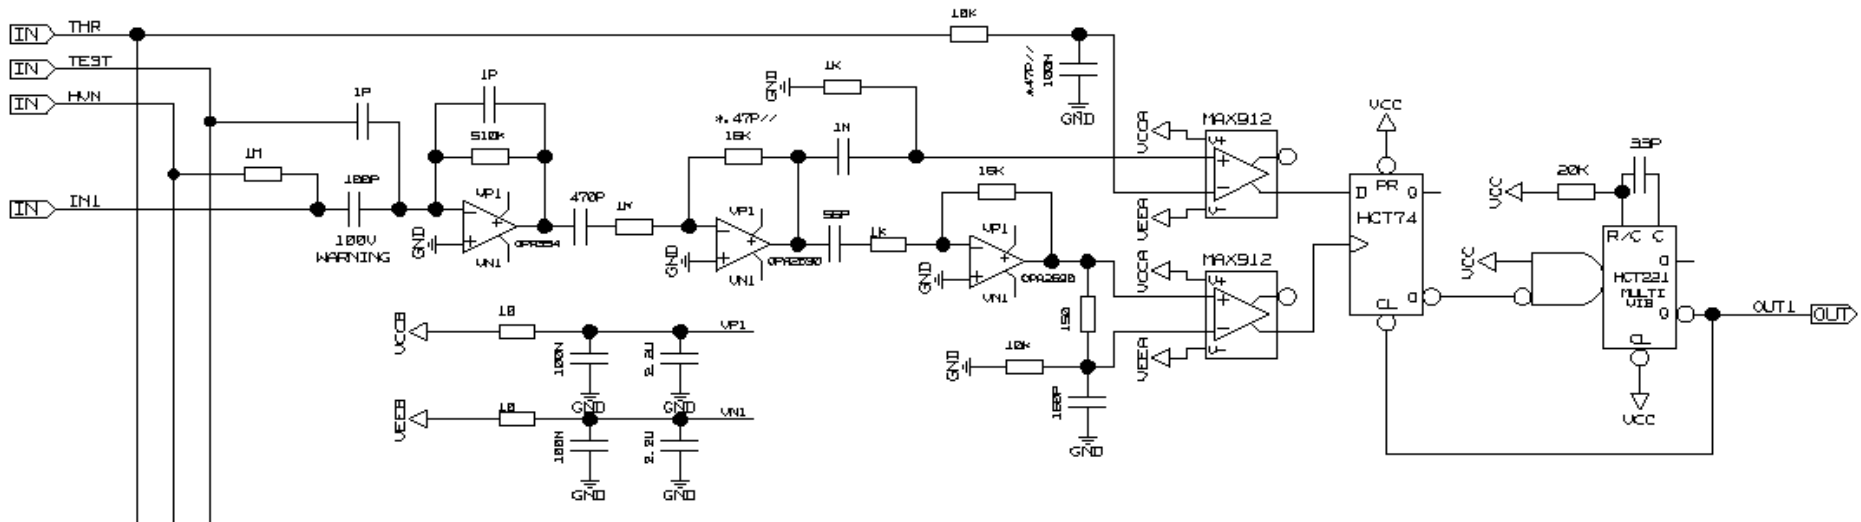 10K
IN THR
IN TEST
IN HVN
IN IN1
1P
1P
510K
1M
100P
100V
WARNING
GND
VP1
VN1
470P
1K
*.47P//
16K
1N
GND
1K
VP1
VN1
GND
OPA2690
56P
1K
16K
VP1
VN1
GND
OPA2690
*.47P//
100N
GND
VCCA
MAX912
V+
V-
VEEA
VCCA
MAX912
V+
V-
VEEA
150
GND
10K
160P
GND
VCC
D PR Q
HCT74
CL Q
VCC
20K
33P
VCC
R/C C
Q
HCT221
MULTI
VIB
Q
CL
VCC
OUT1 OUT
VCCB
10
VP1
100N
2.2U
GND
GND
VEEB
10
VN1
100N
2.2U
GND
GND